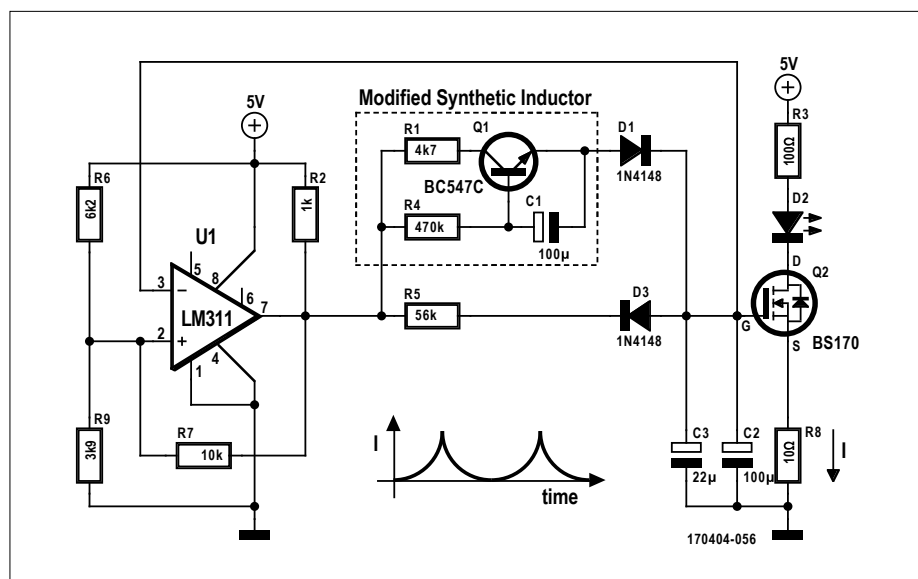 5V
R3
100Ω
Modified Synthetic Inductor
5V
R1
4k7
Q1
D1
BC547C
1N4148
R6
6k2
R2
1k
R4
470k
C1
100µ
D2
U1
D
Q2
5
8
6
3
−
LM311
7
2
+
4
1
R5
56k
D3
1N4148
G
S
BS170
R9
3k9
R7
10k
I
time
C3
22µ
C2
100µ
R8
10Ω
I
170404-056